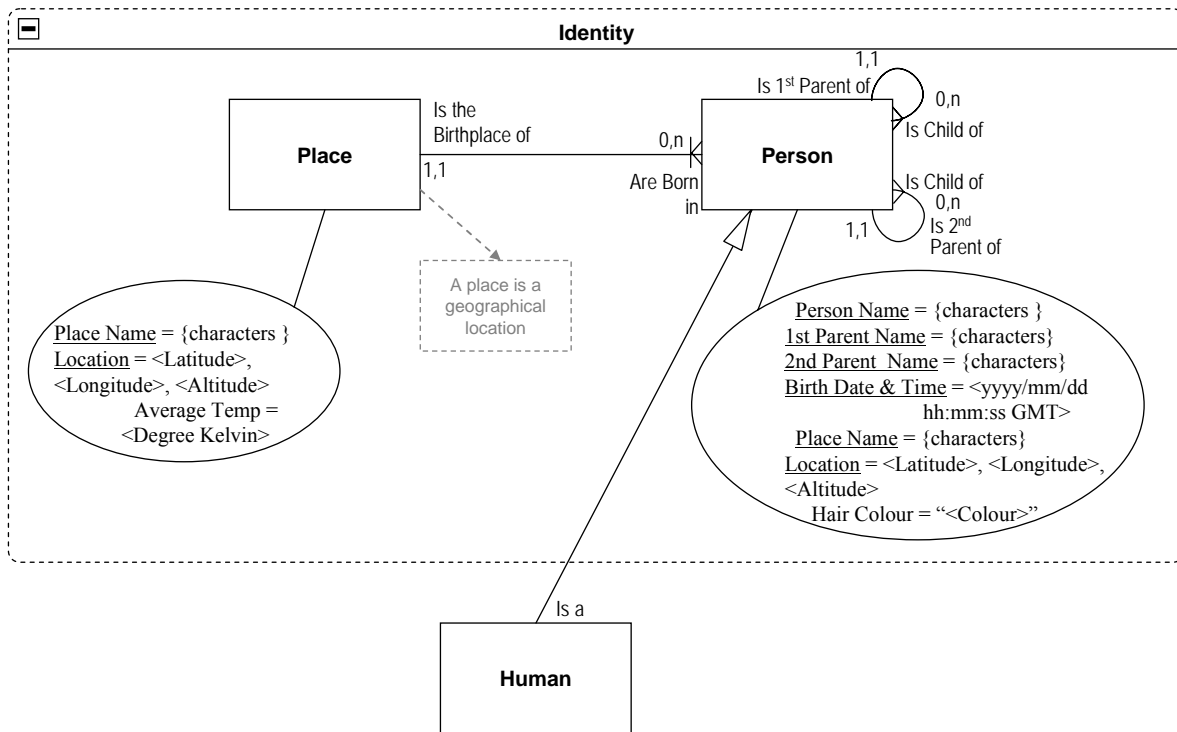 Identity
1,1
Is 1st Parent of
0,n
Is Child of
Is the
Birthplace of
Place
1,1
0,n
Person
Are Born
in
Is Child of
0,n
1,1
Is 2nd
Parent of
A place is a
geographical
location
Place Name = {characters }
Location = <Latitude>,
<Longitude>, <Altitude>
Average Temp =
<Degree Kelvin>
Person Name = {characters }
1st Parent Name = {characters}
2nd Parent  Name = {characters}
Birth Date & Time = <yyyy/mm/dd
hh:mm:ss GMT>
Place Name = {characters}
Location = <Latitude>, <Longitude>,
<Altitude>
Hair Colour = “<Colour>”
Is a
Human